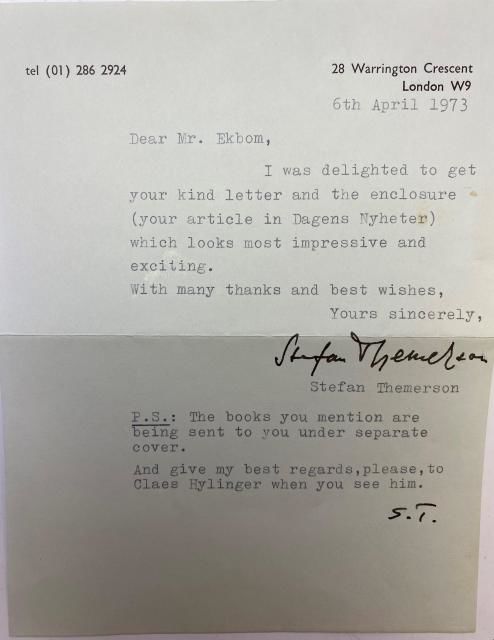 tel (01) 286 2924
28 Warrington Crescent
London W9
6th April 1973
Dear Mr. Ekbom,
I was delighted to get
your kind letter and the enclosure
(your article in Dagens Nyheter)
which looks most impressive and
exciting.
With many thanks and best wishes,
Yours sincerely,
Stefan Themerson
Stefan Themerson
P.S.: The books you mention are
being sent to you under separate
cover.
And give my best regards,please,to
Claes Hylinger when you see him.
S.T.